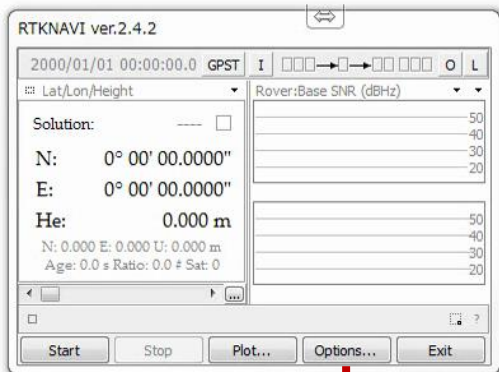 RTKNAVI ver.2.4.2
2000/01/01 00:00:00.0 GPST I O L
Lat/Lon/Height
Solution: ----
N: 0° 00' 00.0000"
E: 0° 00' 00.0000"
He: 0.000 m
N: 0.000 E: 0.000 U: 0.000 m
Age: 0.0 s Ratio: 0.0 # Sat: 0
...
Rover:Base SNR (dBHz)
50
40
30
20
50
40
30
20
?
Start Stop Plot... Options... Exit